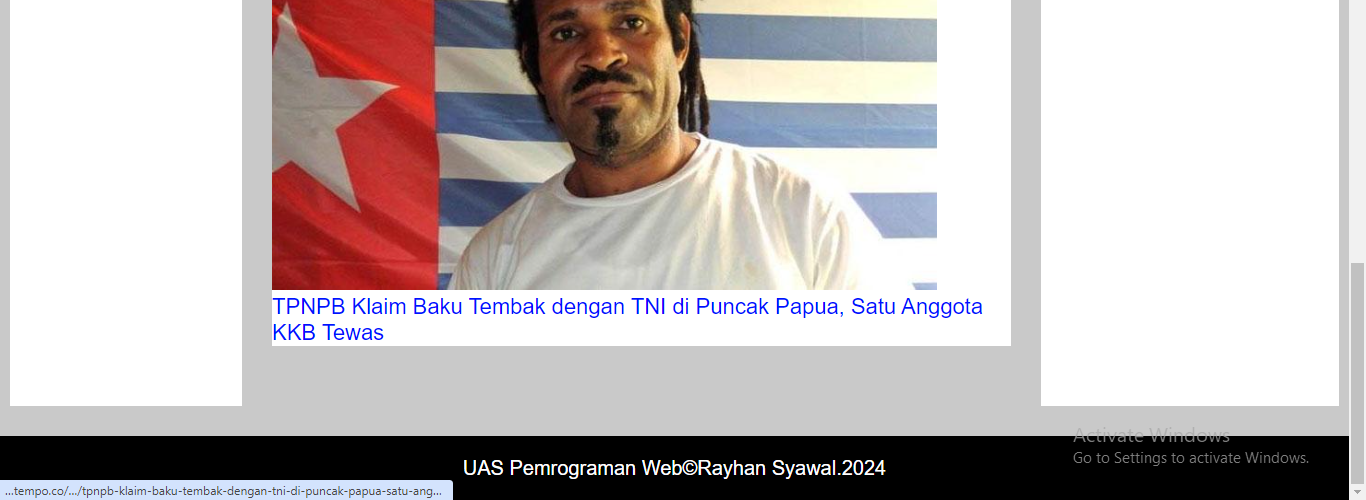 TPNPB Klaim Baku Tembak dengan TNI di Puncak Papua, Satu Anggota
KKB Tewas
Activate Windows
Go to Settings to activate Windows.
UAS Pemrograman Web©Rayhan Syawal.2024
...tempo.co/.../tpnpb-klaim-baku-tembak-dengan-tni-di-puncak-papua-satu-ang...